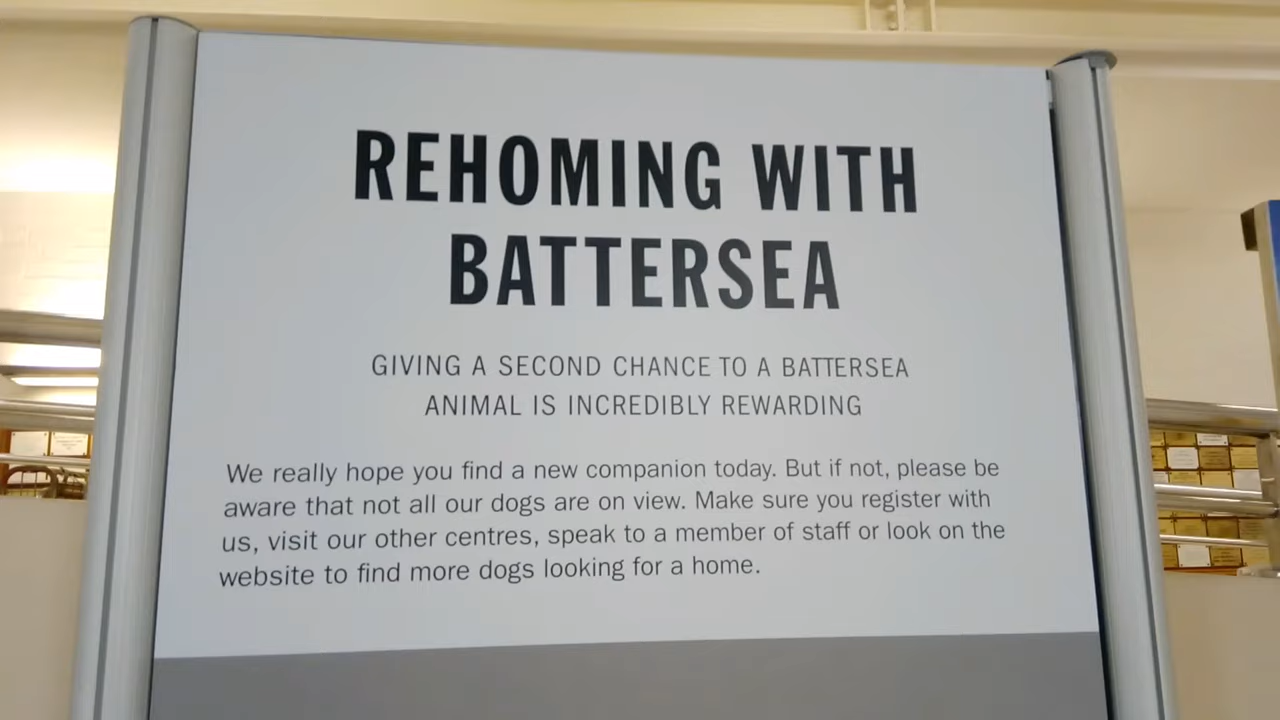 REHOMING WITH
BATTERSEA
GIVING A SECOND CHANCE TO A BATTERSEA
ANIMAL IS INCREDIBLY REWARDING
We really hope you find a new companion today. But if not, please be
aware that not all our dogs are on view. Make sure you register with
us, visit our other centres, speak to a member of staff or look on the
website to find more dogs looking for a home.